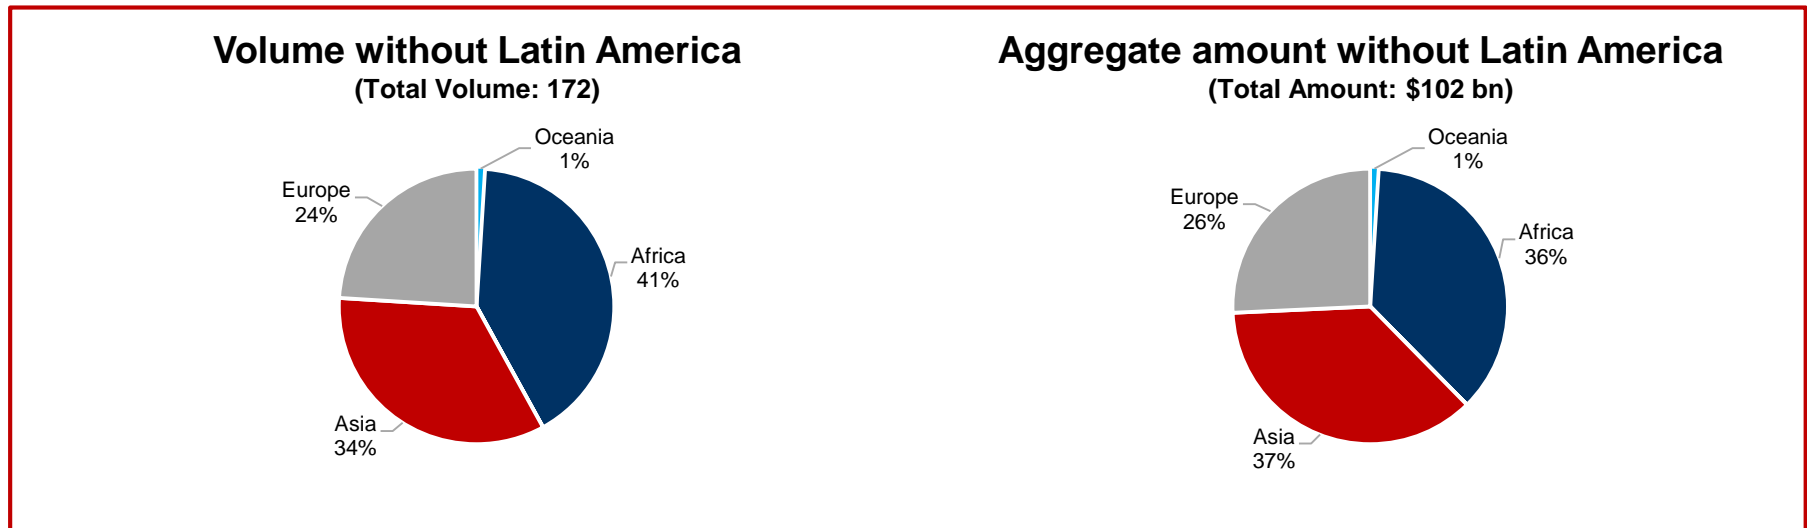 Volume without Latin America
(Total Volume: 172)
Oceania
1%
Europe
24%
Africa
41%
Asia
34%
Aggregate amount without Latin America
(Total Amount: $102 bn)
Oceania
1%
Europe
26%
Africa
36%
Asia
37%